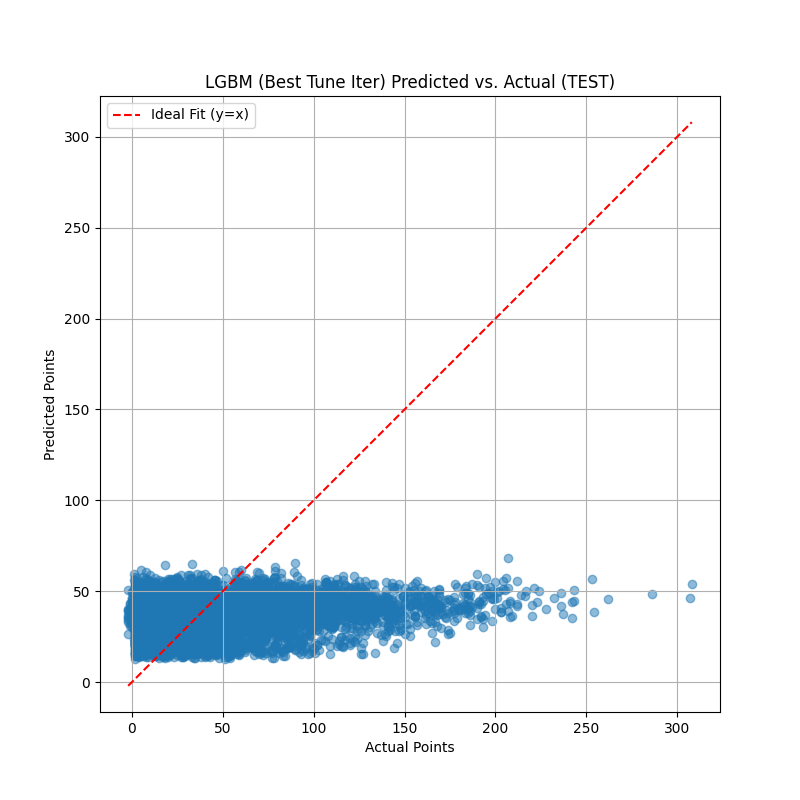 LGBM (Best Tune Iter) Predicted vs. Actual (TEST)
Ideal Fit (y=x)
300
250
200
150
100
50
0
Predicted Points
0 50 100 150 200 250 300
Actual Points